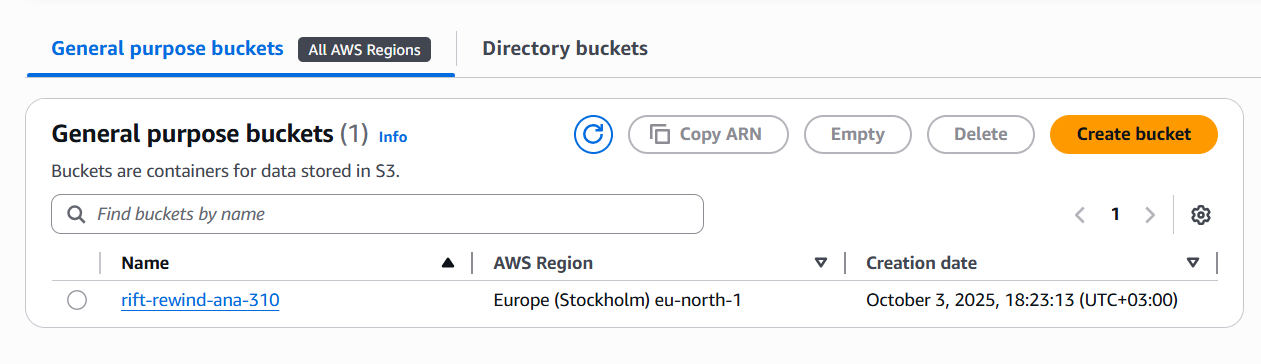 General purpose buckets All AWS Regions Directory buckets
General purpose buckets (1) Info Copy ARN Empty Delete Create bucket
Buckets are containers for data stored in S3.
Find buckets by name 1
Name AWS Region Creation date
rift-rewind-ana-310 Europe (Stockholm) eu-north-1 October 3, 2025, 18:23:13 (UTC+03:00)